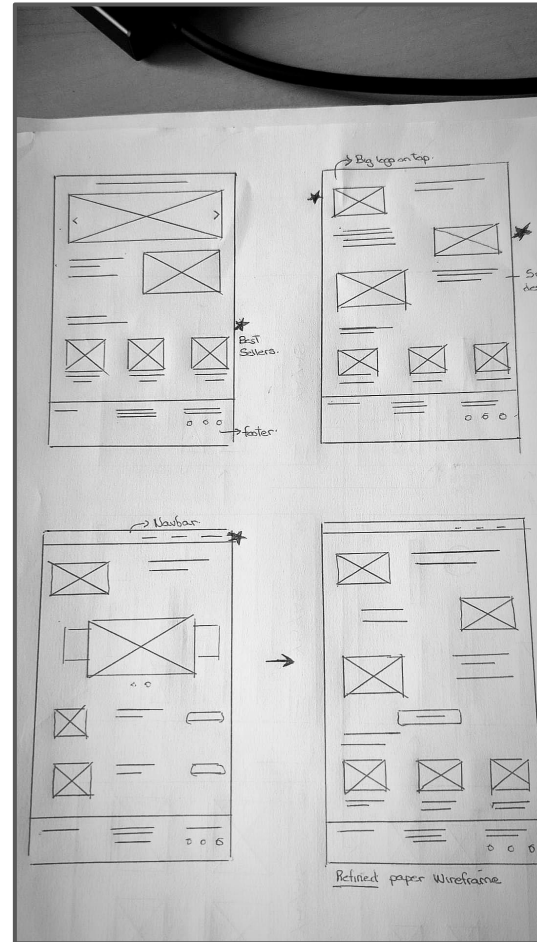 Big logo on top.
Best
Sellers.
footer.
Navbar.
Refined paper Wireframe